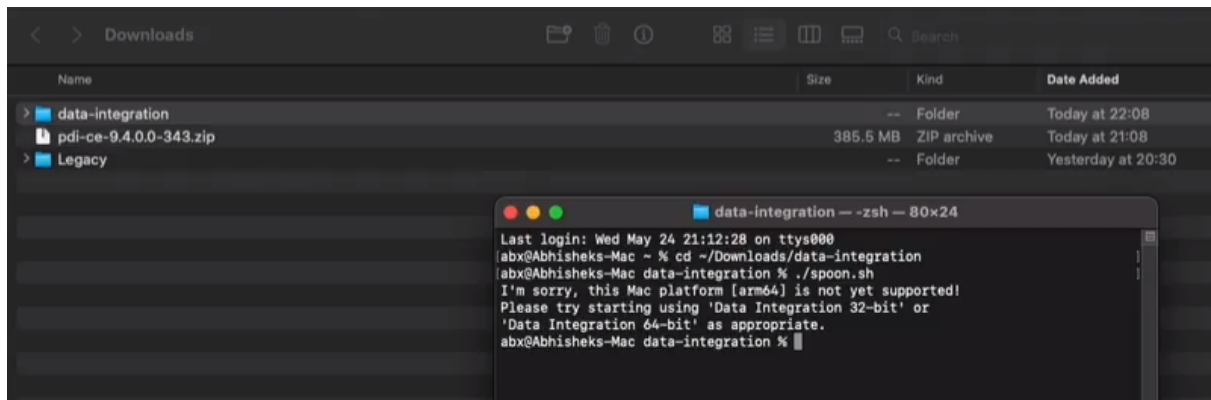 Downloads
Search
Name Size Kind Date Added
data-integration -- Folder Today at 22:08
pdi-ce-9.4.0.0-343.zip 385.5 MB ZIP archive Today at 21:08
Legacy -- Folder Yesterday at 20:30
data-integration — -zsh — 80×24
Last login: Wed May 24 21:12:28 on ttys000
[abx@Abhisheks-Mac ~ % cd ~/Downloads/data-integration ]
[abx@Abhisheks-Mac data-integration % ./spoon.sh ]
I'm sorry, this Mac platform [arm64] is not yet supported!
Please try starting using 'Data Integration 32-bit' or
'Data Integration 64-bit' as appropriate.
abx@Abhisheks-Mac data-integration %